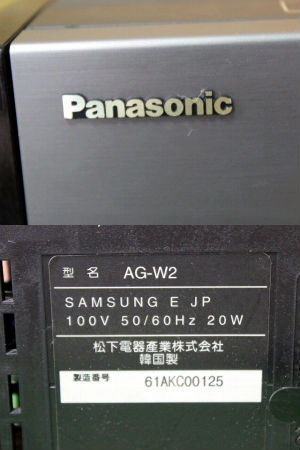 Panasonic
型名 AG-W2
SAMSUNG E JP
100V 50/60Hz 20W
松下電器産業株式会社
韓国製
製造番号 61AKC00125